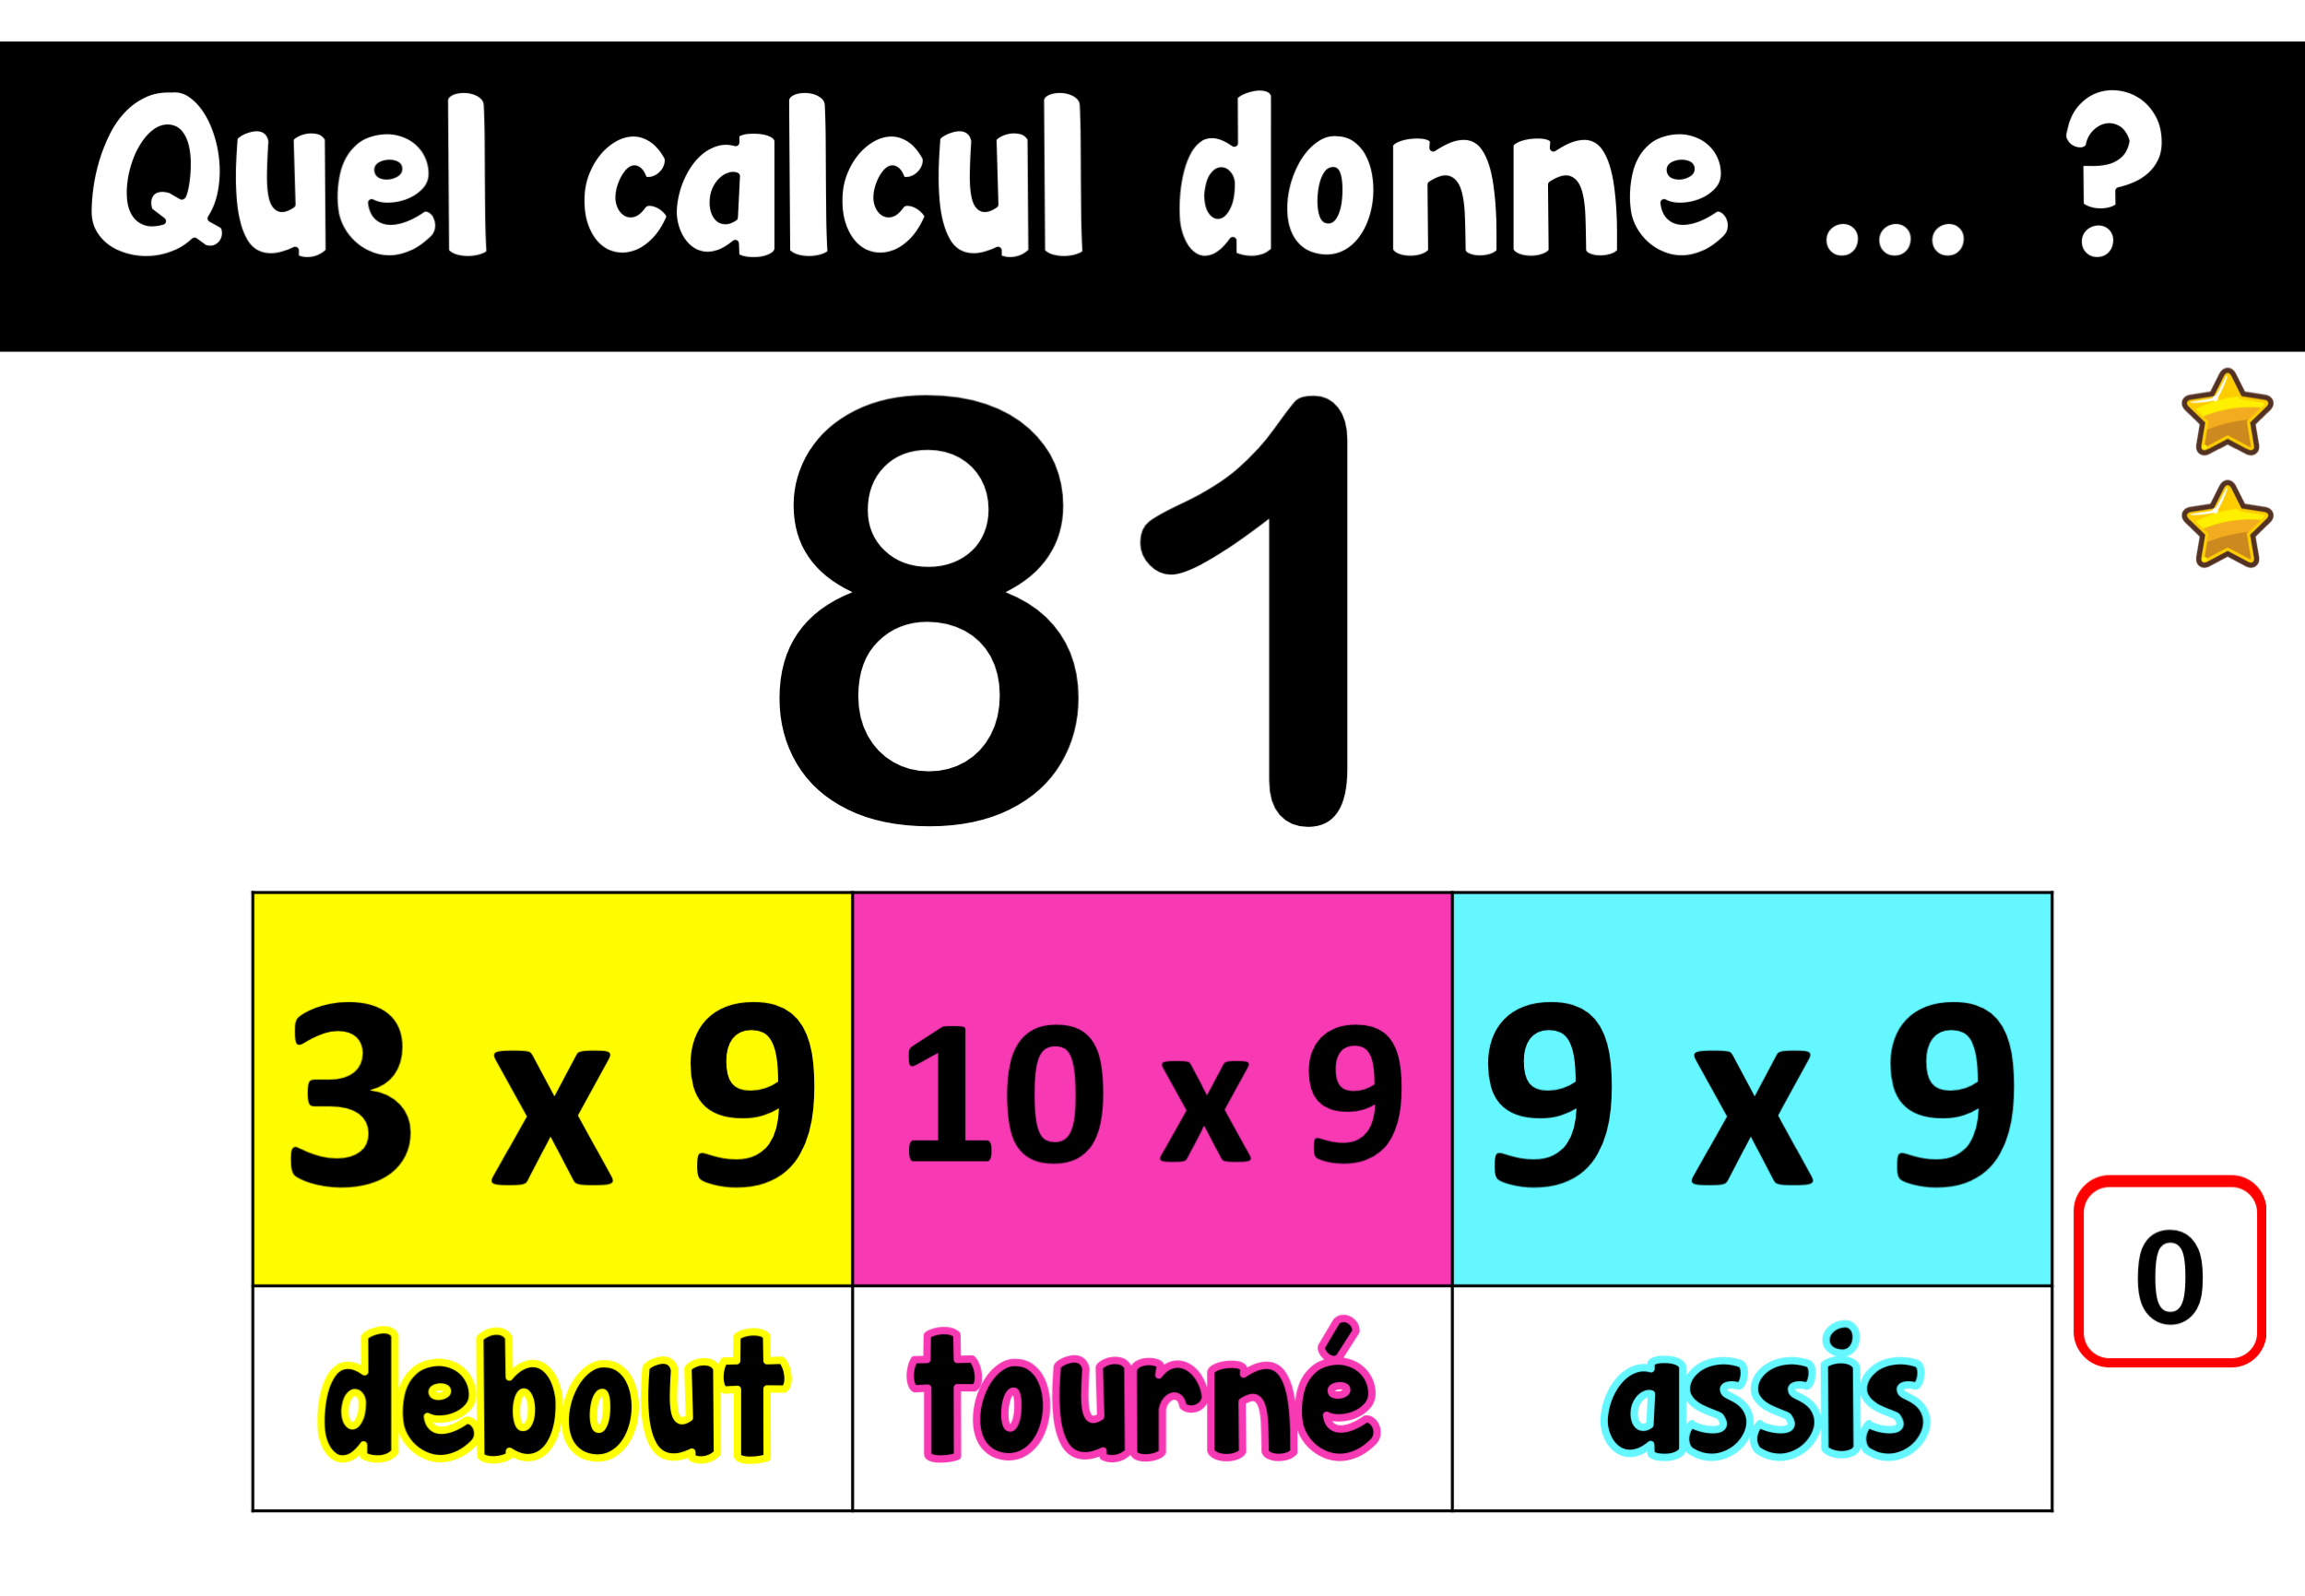 Quel calcul donne ... ?
81
3 x 9 10 x 9 9 x 9
0
debout tourné assis